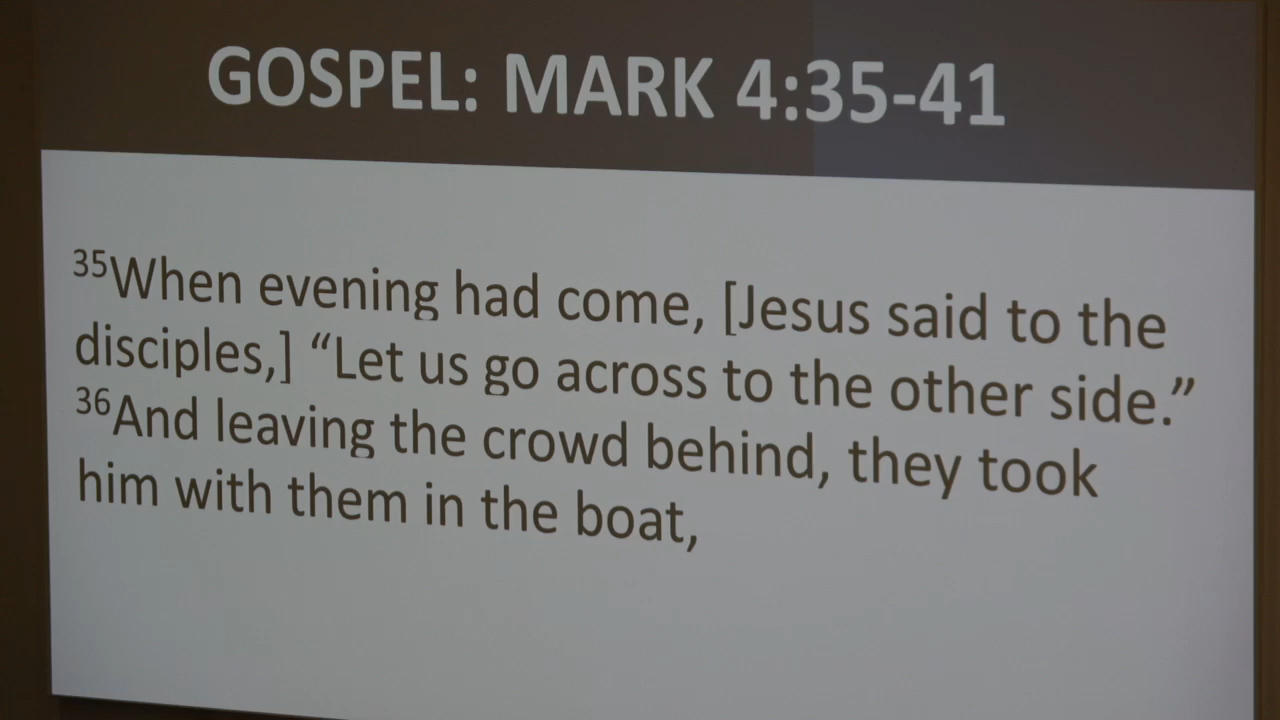 GOSPEL: MARK 4:35-41
35When evening had come, [Jesus said to the
disciples,] “Let us go across to the other side.”
36And leaving the crowd behind, they took
him with them in the boat,